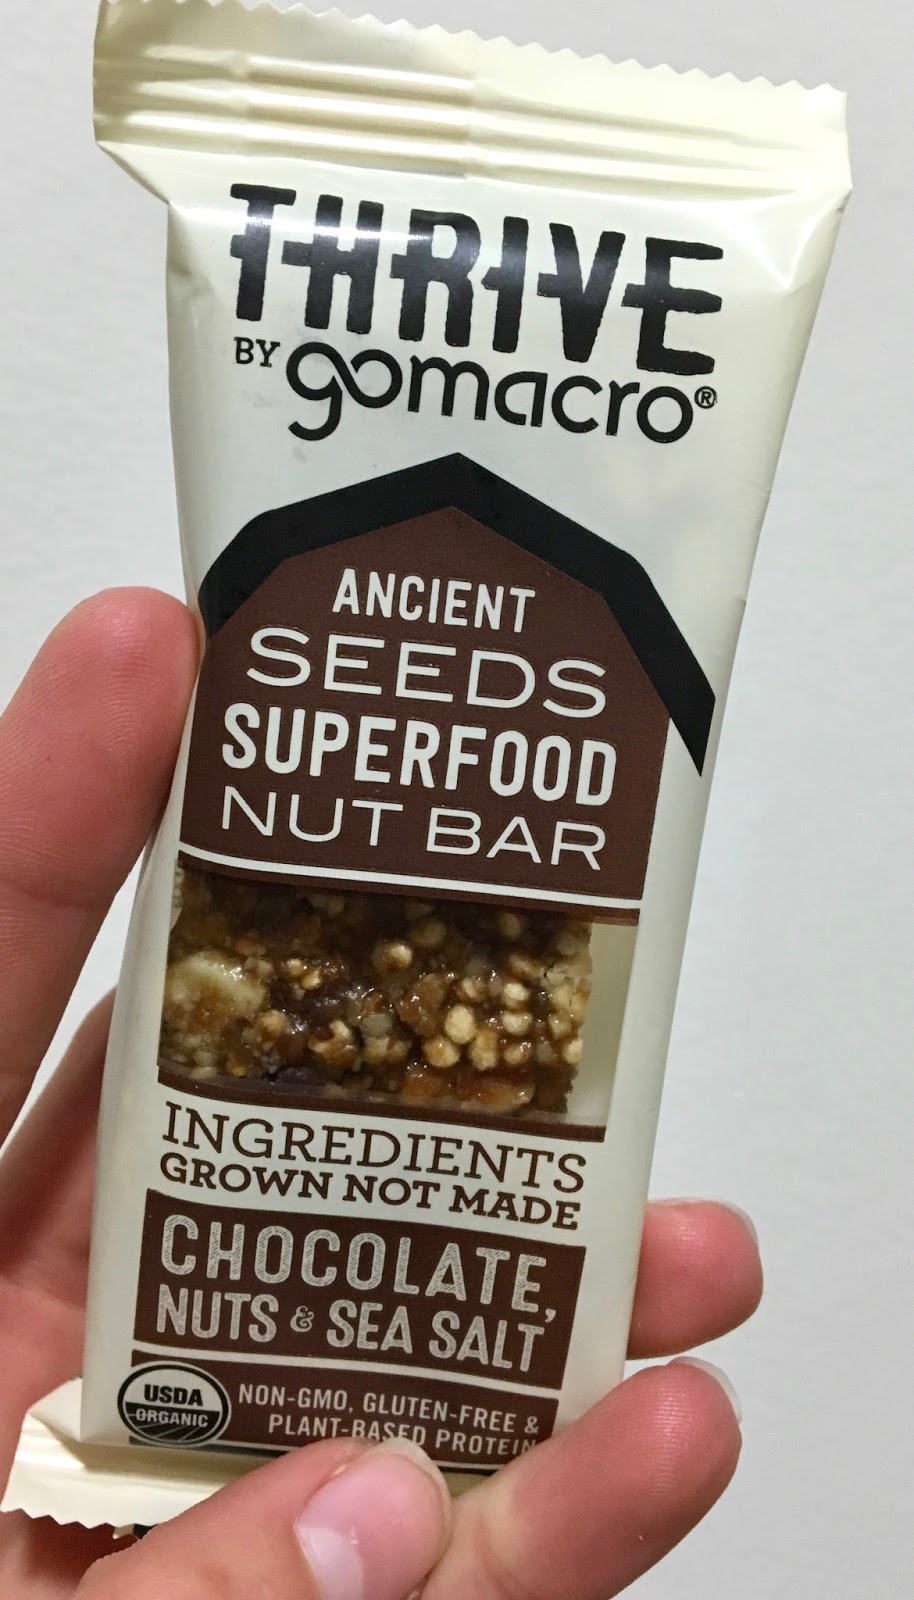 THRIVE
BY gomacro®
ANCIENT
SEEDS
SUPERFOOD
NUT BAR
INGREDIENTS
GROWN NOT MADE
CHOCOLATE,
NUTS & SEA SALT
USDA
ORGANIC
NON-GMO, GLUTEN-FREE &
PLANT-BASED PROTEIN